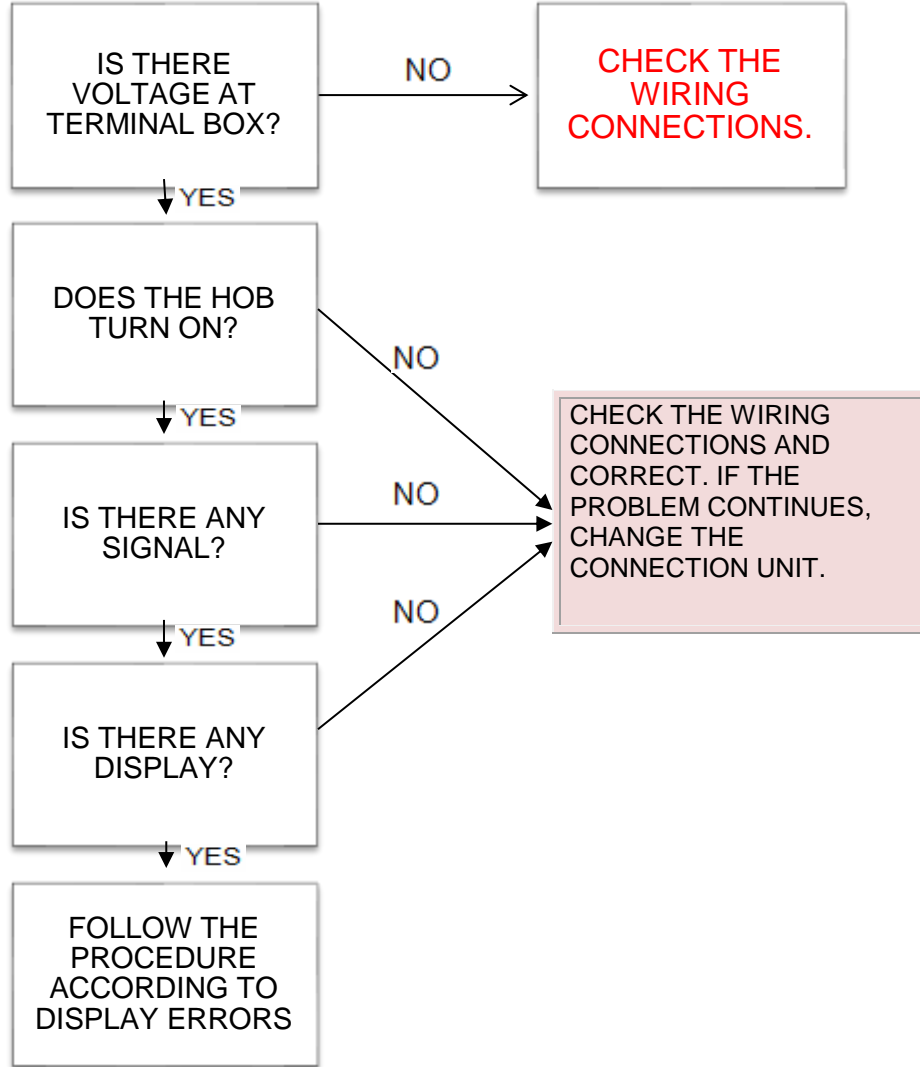 IS THERE
VOLTAGE AT
TERMINAL BOX?
NO
CHECK THE
WIRING
CONNECTIONS.
YES
DOES THE HOB
TURN ON?
NO
YES
CHECK THE WIRING
CONNECTIONS AND
CORRECT. IF THE
PROBLEM CONTINUES,
CHANGE THE
CONNECTION UNIT.
IS THERE ANY
SIGNAL?
NO
YES
NO
IS THERE ANY
DISPLAY?
YES
FOLLOW THE
PROCEDURE
ACCORDING TO
DISPLAY ERRORS